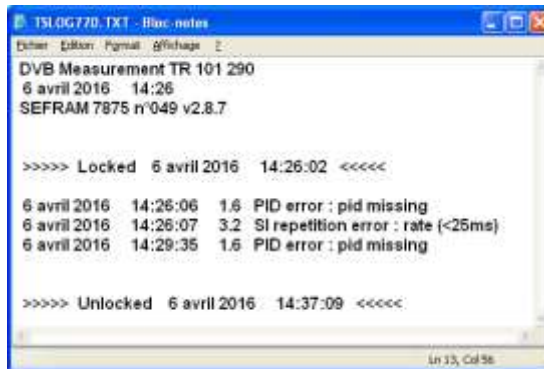 TSLOG770.TXT - Bloc-notes
Fichier Edition Format Affichage ?
DVB Measurement TR 101 290
6 avril 2016 14:26
SEFRAM 7875 n°049 v2.8.7
>>>>> Locked 6 avril 2016 14:26:02 <<<<<
6 avril 2016 14:26:06 1.6 PID error : pid missing
6 avril 2016 14:26:07 3.2 SI repetition error : rate (<25ms)
6 avril 2016 14:29:35 1.6 PID error : pid missing
>>>>> Unlocked 6 avril 2016 14:37:09 <<<<<
Ln 13, Col 56